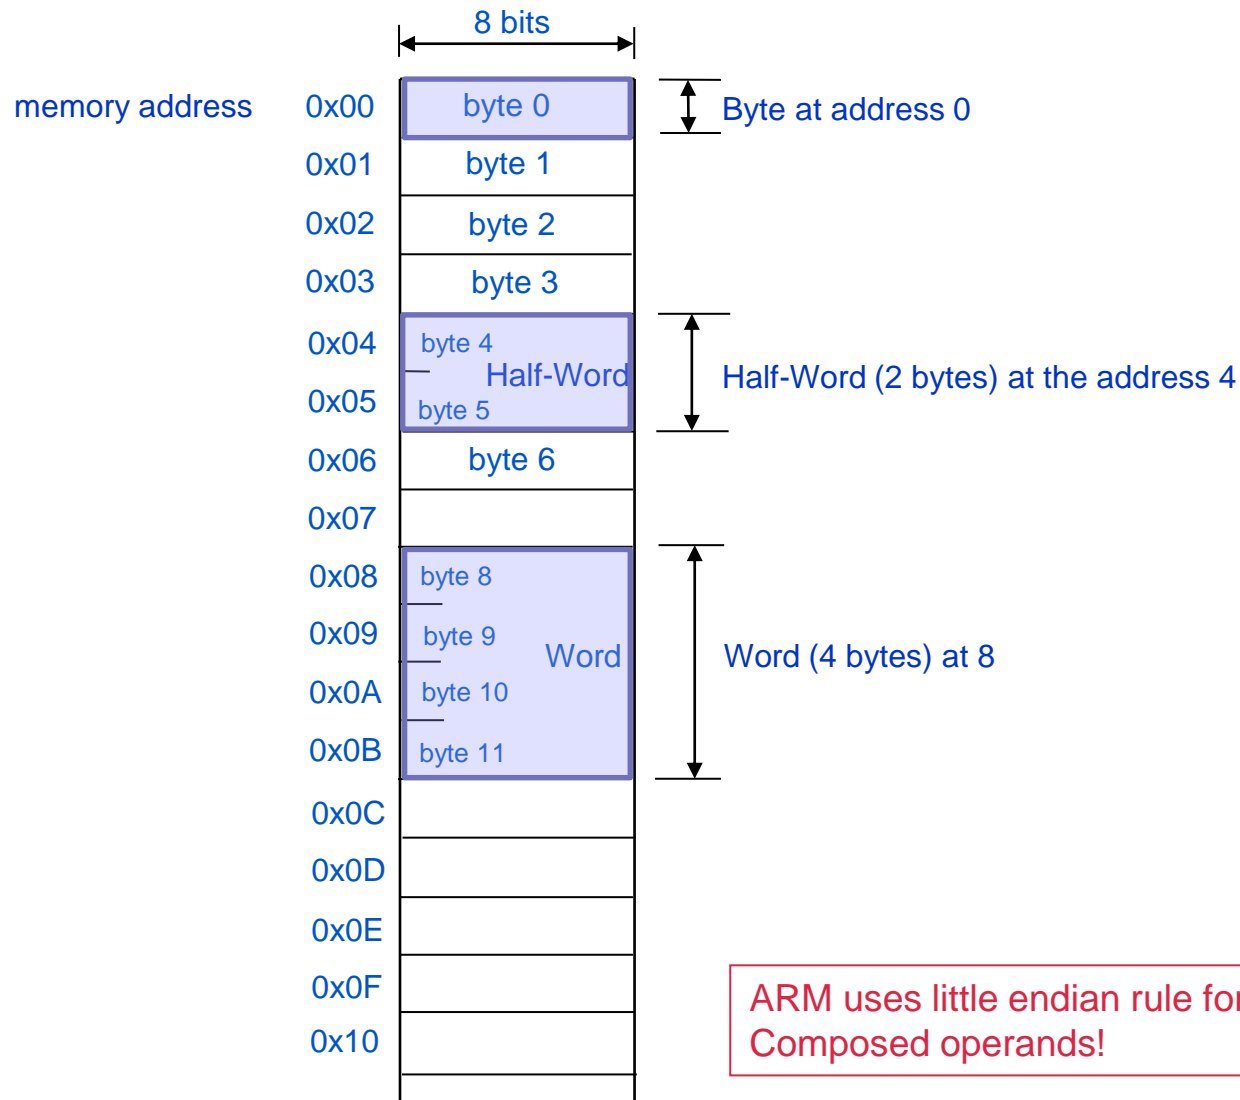 8 bits
memory address 0x00 byte 0 Byte at address 0
0x01 byte 1
0x02 byte 2
0x03 byte 3
0x04 byte 4
Half-Word Half-Word (2 bytes) at the address 4
0x05 byte 5
0x06 byte 6
0x07
0x08 byte 8
0x09 byte 9
Word Word (4 bytes) at 8
0x0A byte 10
0x0B byte 11
0x0C
0x0D
0x0E
0x0F
ARM uses little endian rule for
Composed operands!
0x10